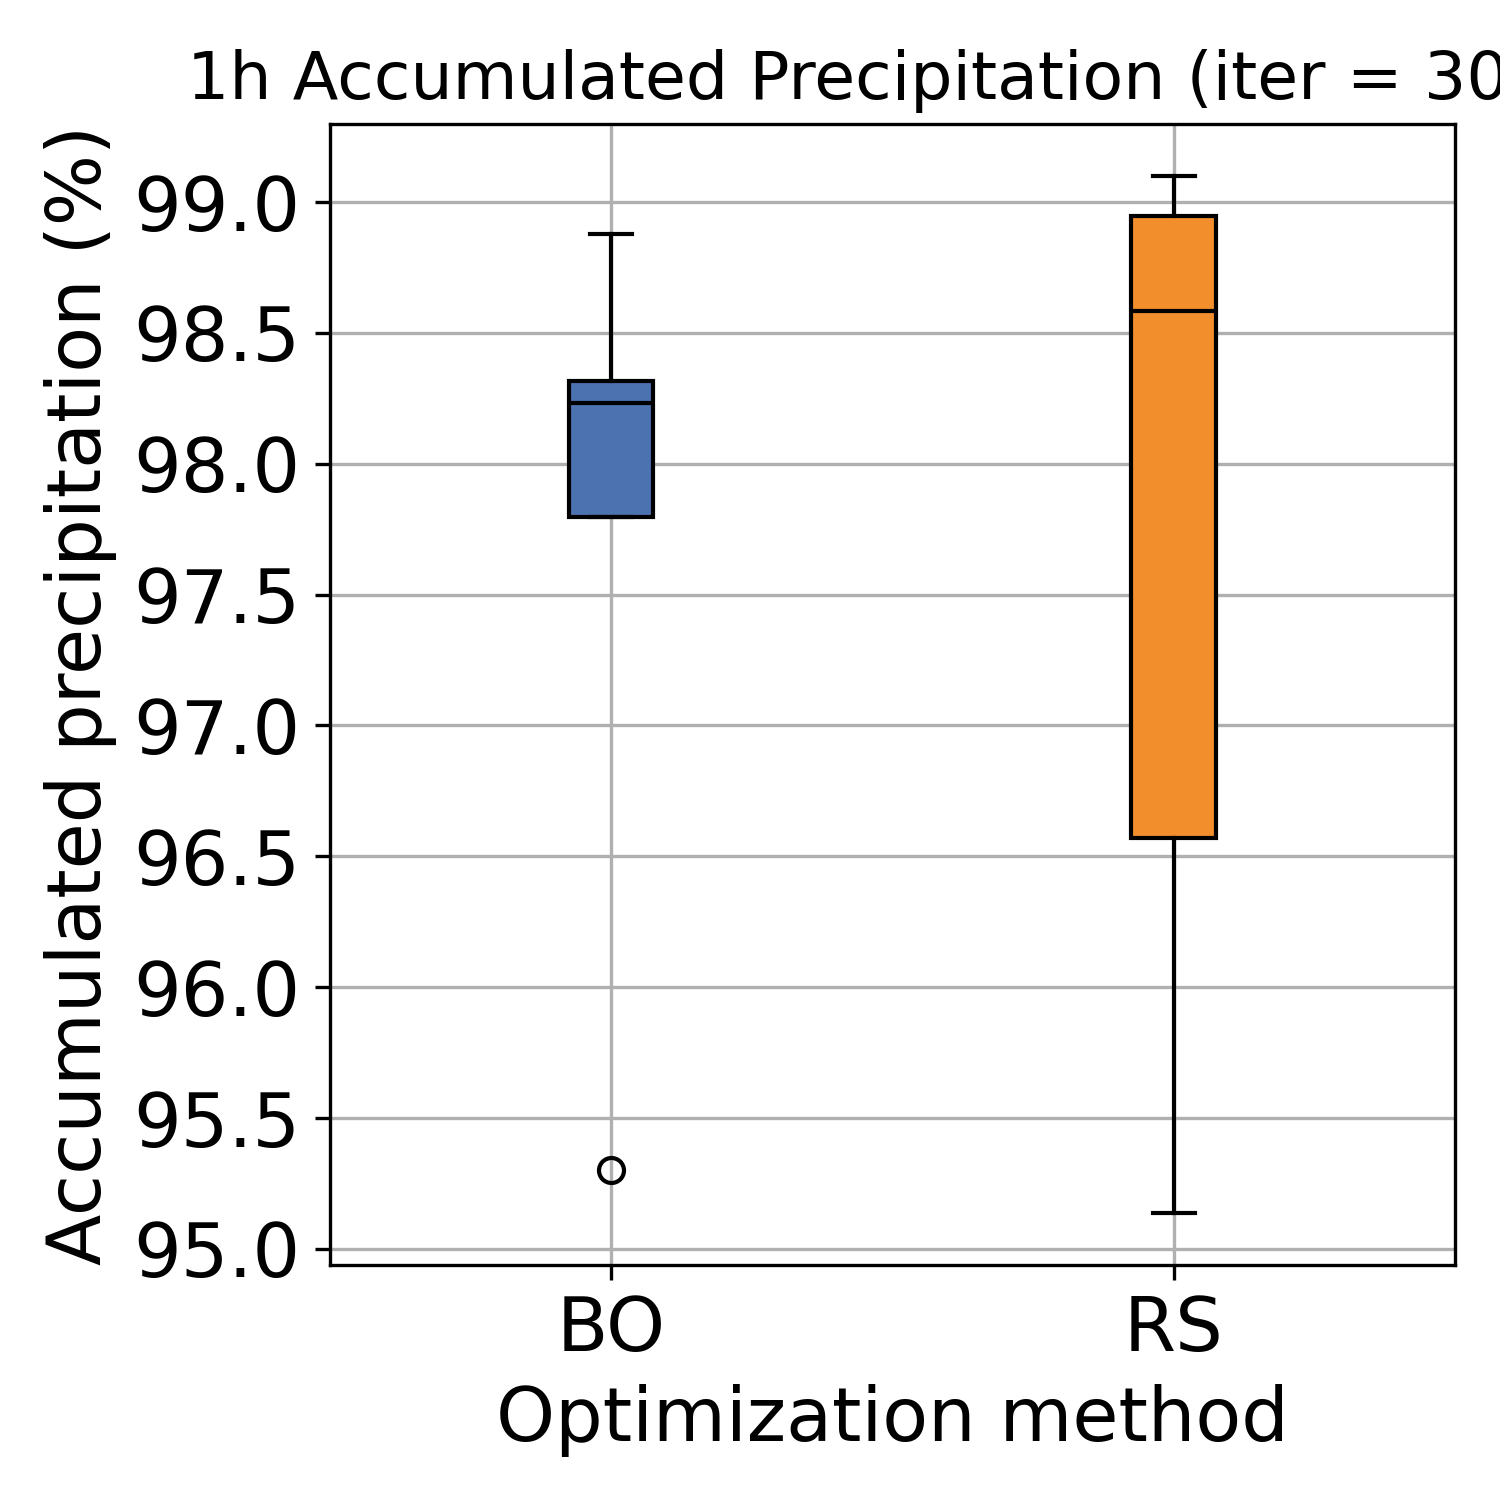 1h Accumulated Precipitation (iter = 30
Accumulated precipitation (%)
99.0
98.5
98.0
97.5
97.0
96.5
96.0
95.5
95.0
BO RS
Optimization method